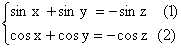 sin x + sin y = − sin z (1)
cos x + cos y = − cos z (2)